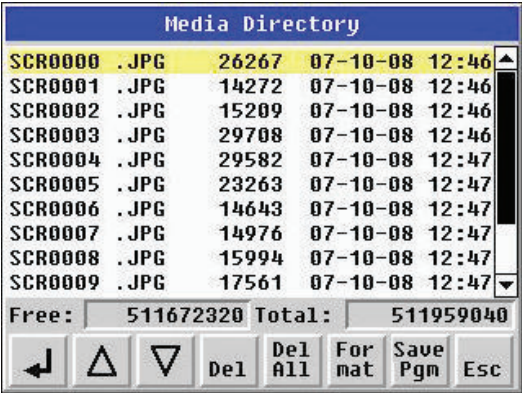 Media Directory
SCR0000 .JPG 26267 07-10-08 12:46
SCR0001 .JPG 14272 07-10-08 12:46
SCR0002 .JPG 15209 07-10-08 12:46
SCR0003 .JPG 29708 07-10-08 12:46
SCR0004 .JPG 29582 07-10-08 12:47
SCR0005 .JPG 23263 07-10-08 12:47
SCR0006 .JPG 14643 07-10-08 12:47
SCR0007 .JPG 14976 07-10-08 12:47
SCR0008 .JPG 15994 07-10-08 12:47
SCR0009 .JPG 17561 07-10-08 12:47
Free: 511672320 Total: 511959040
Del Del All For mat Save Pgm Esc